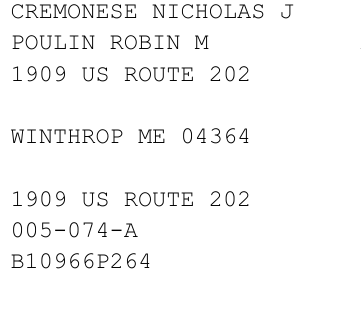 CREMONESE NICHOLAS J
POULIN ROBIN M
1909 US ROUTE 202
WINTHROP ME 04364
1909 US ROUTE 202
005-074-A
B10966P264